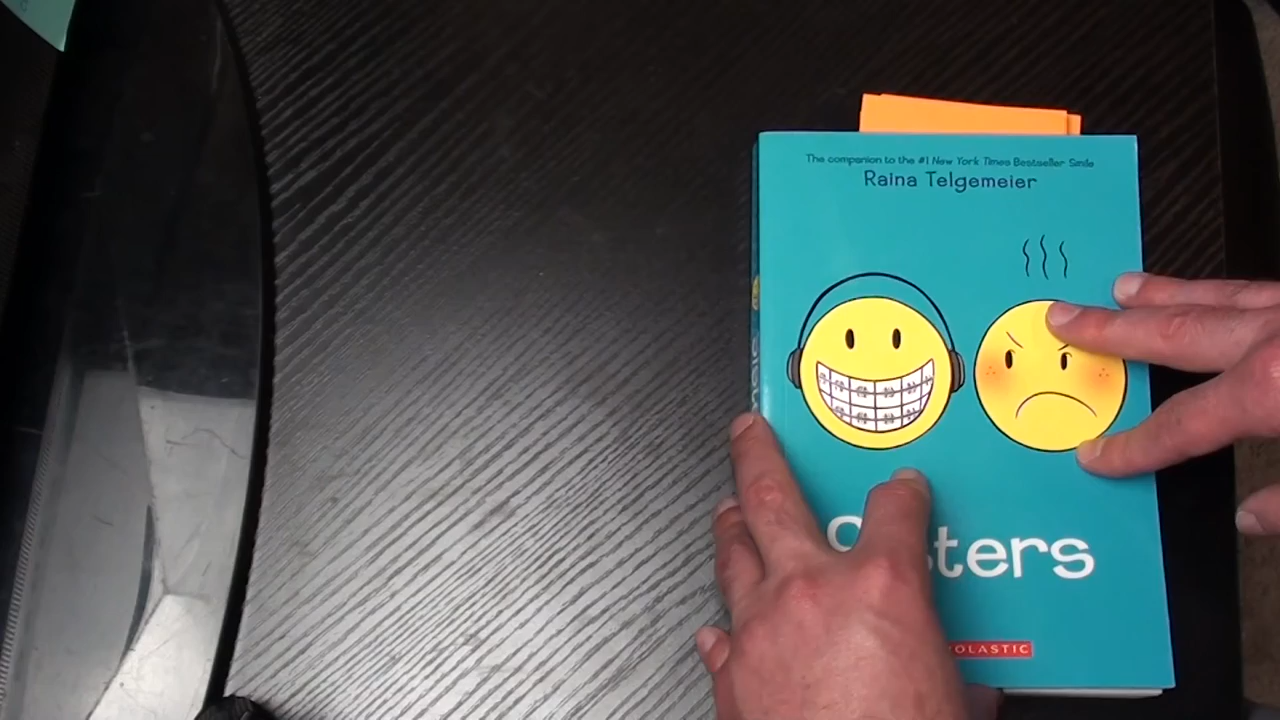 The companion to the #1 New York Times Bestseller Smile
Raina Telgemeier
sters
OLASTIC